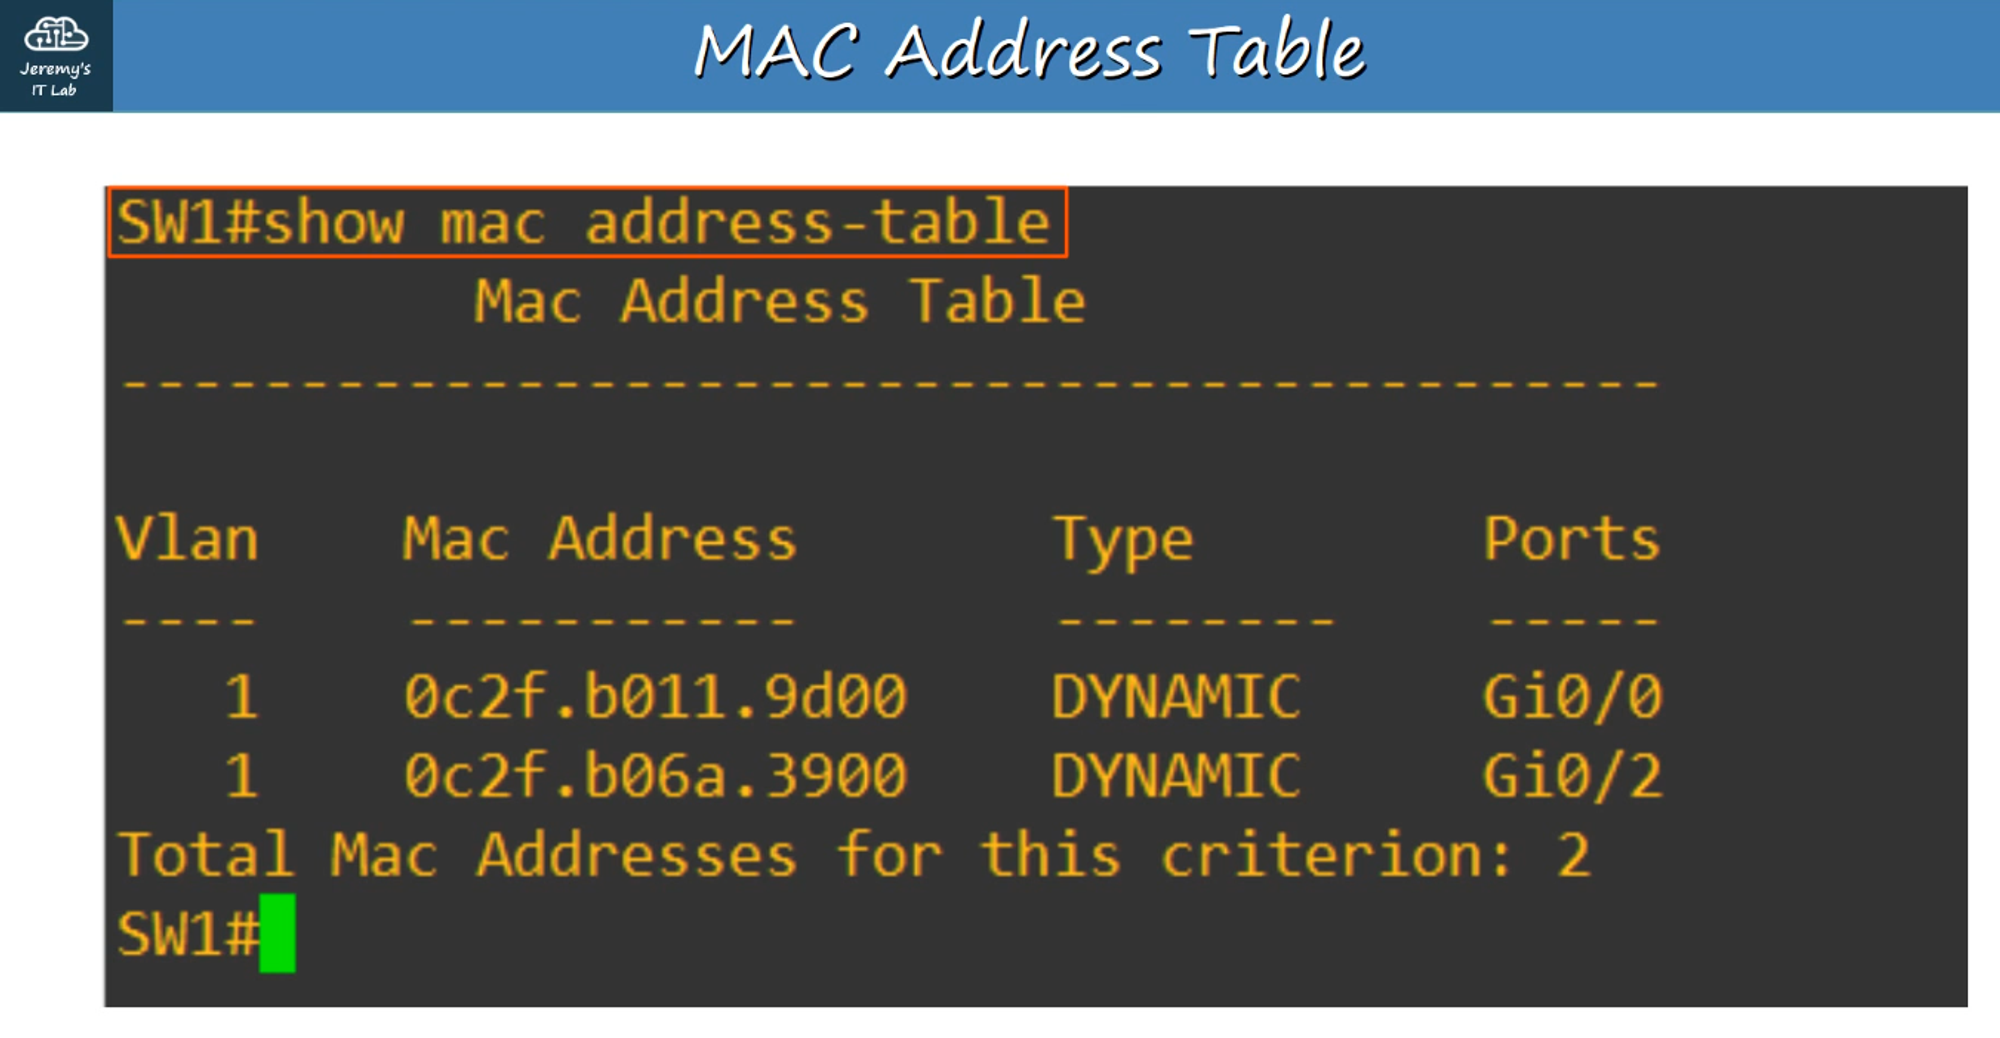 Jeremy's
IT Lab
MAC Address Table
SW1#show mac address-table
Mac Address Table
-------------------------------------------
Vlan    Mac Address       Type        Ports
----    -----------       --------    -----
1    0c2f.b011.9d00    DYNAMIC     Gi0/0
1    0c2f.b06a.3900    DYNAMIC     Gi0/2
Total Mac Addresses for this criterion: 2
SW1#